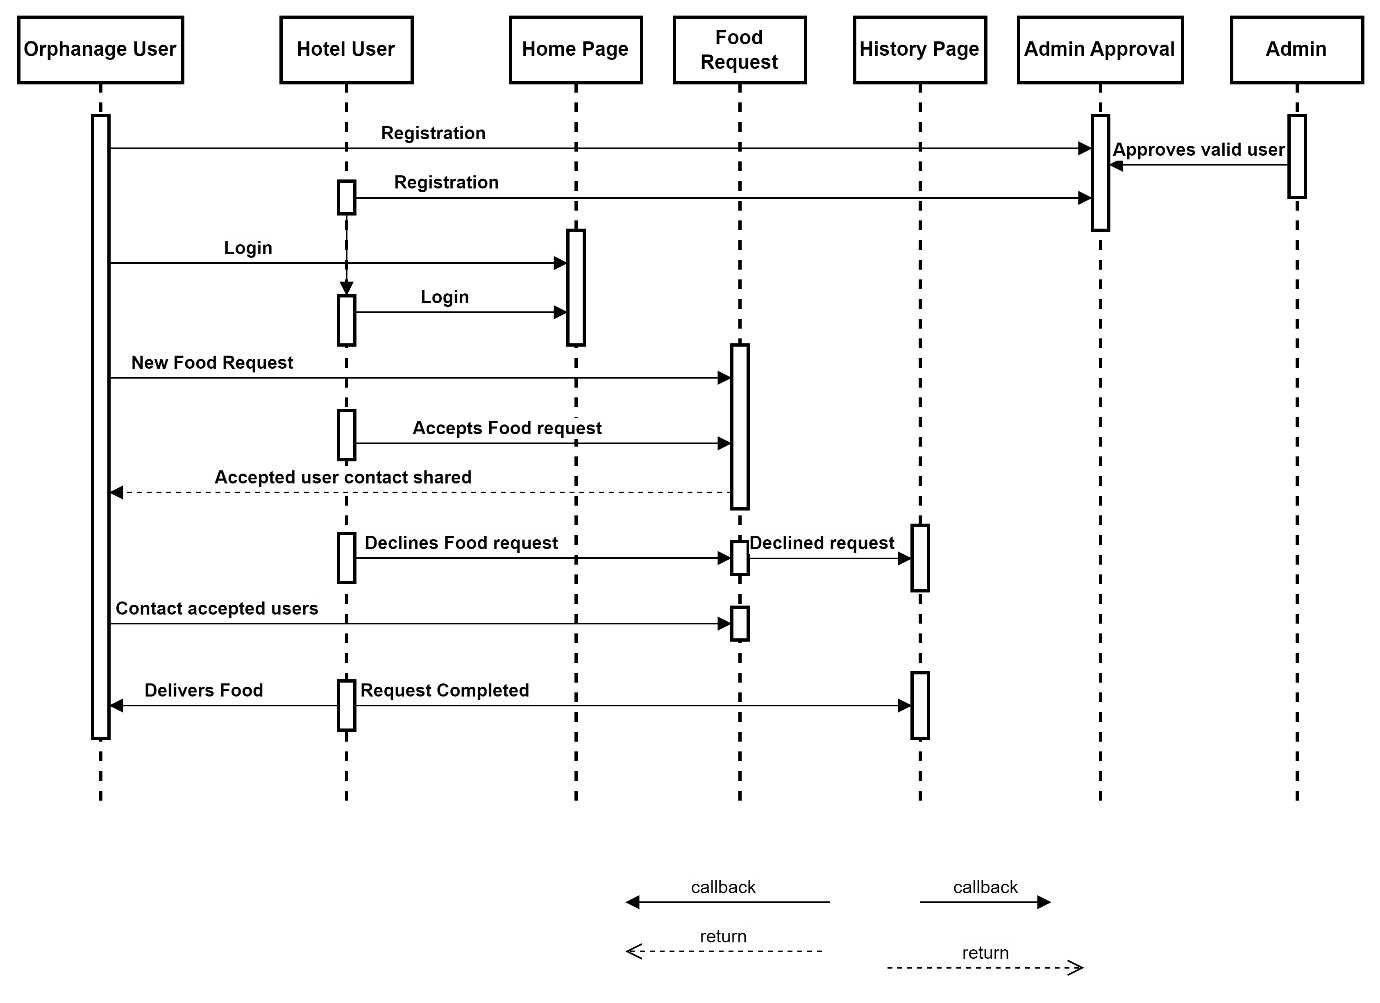 Orphanage User
Hotel User
Home Page
Food
Request
History Page
Admin Approval
Admin
Registration
Approves valid user
Registration
Login
Login
New Food Request
Accepts Food request
Accepted user contact shared
Declines Food request
Declined request
Contact accepted users
Delivers Food
Request Completed
callback
callback
return
return